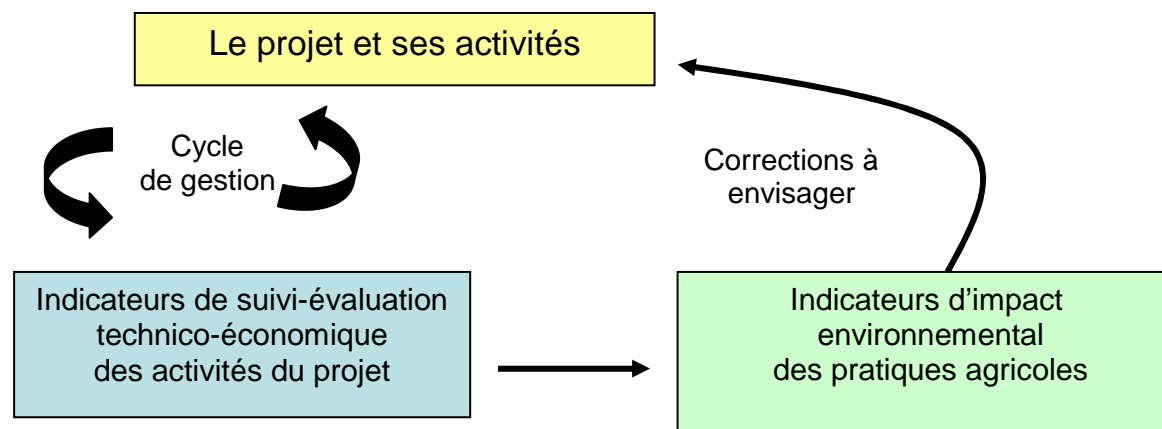 Le projet et ses activités
Cycle
de gestion
Corrections à
envisager
Indicateurs de suivi-évaluation
technico-économique
des activités du projet
Indicateurs d’impact
environnemental
des pratiques agricoles